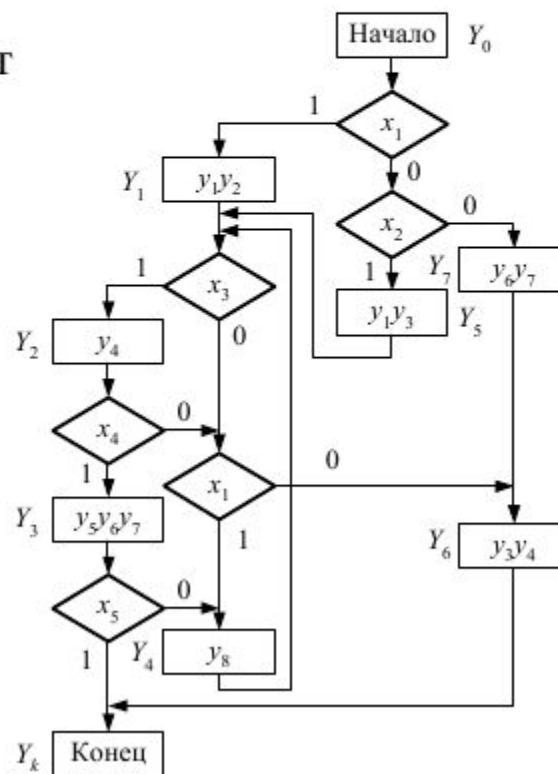 т
Начало Y₀
1 x₁
0
Y₁ y₁y₂
x₂ 0
1
Y₇ y₆y₇
1 x₃
0
y₁y₃ Y₅
Y₂ y₄
x₄ 0
1
x₁ 0
1
Y₃ y₅y₆y₇
Y₆ y₃y₄
x₅ 0
1
Y₄ y₈
Yₖ Конец